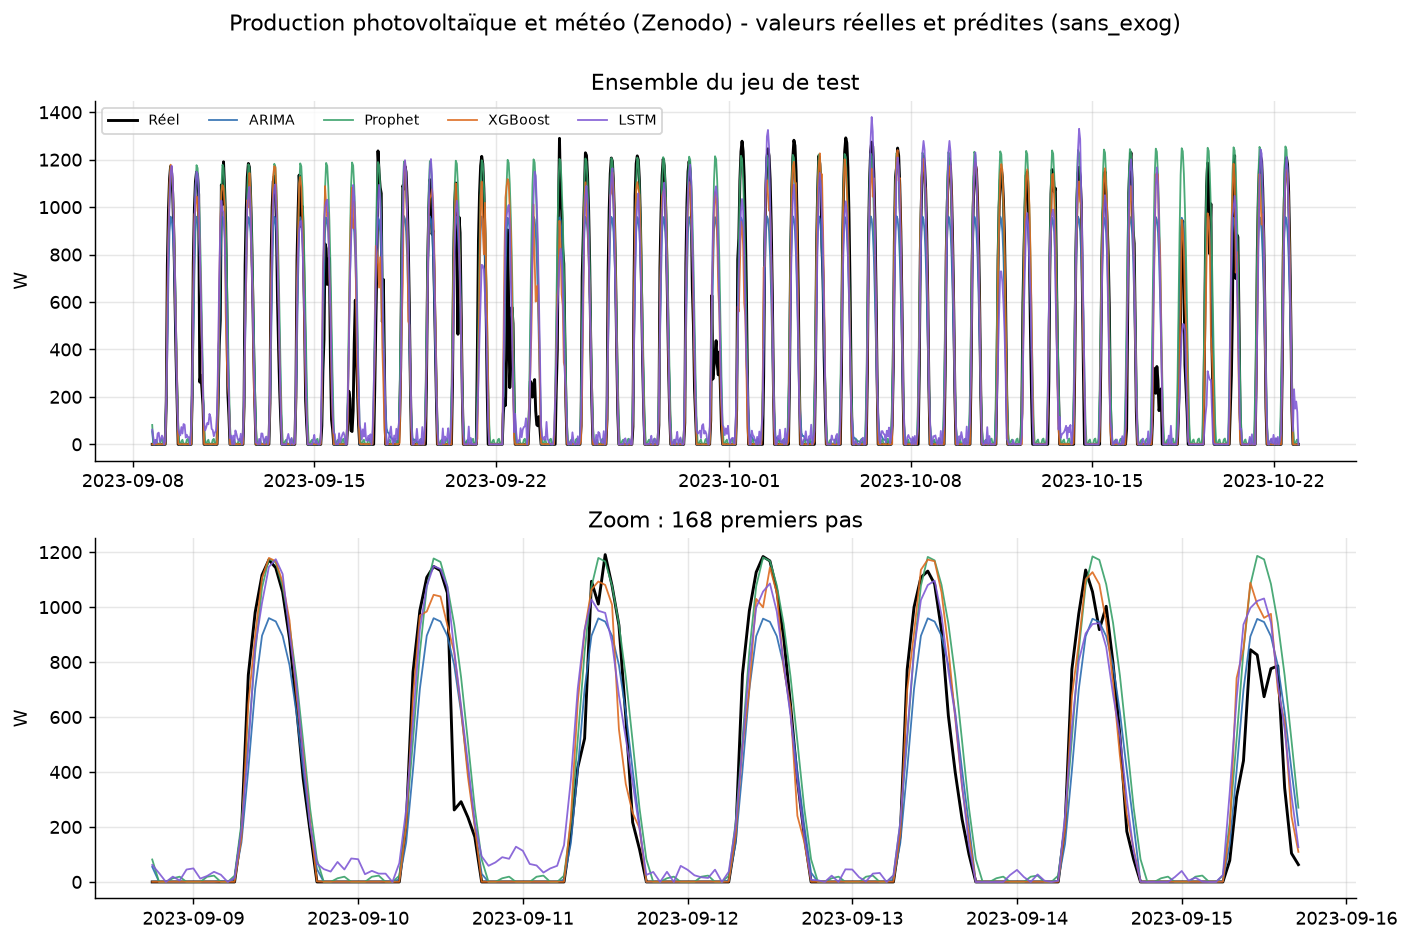 Production photovoltaïque et météo (Zenodo) - valeurs réelles et prédites (sans_exog)
Ensemble du jeu de test
Réel ARIMA Prophet XGBoost LSTM
W
1400
1200
1000
800
600
400
200
0
2023-09-08 2023-09-15 2023-09-22 2023-10-01 2023-10-08 2023-10-15 2023-10-22
Zoom : 168 premiers pas
W
1200
1000
800
600
400
200
0
2023-09-09 2023-09-10 2023-09-11 2023-09-12 2023-09-13 2023-09-14 2023-09-15 2023-09-16